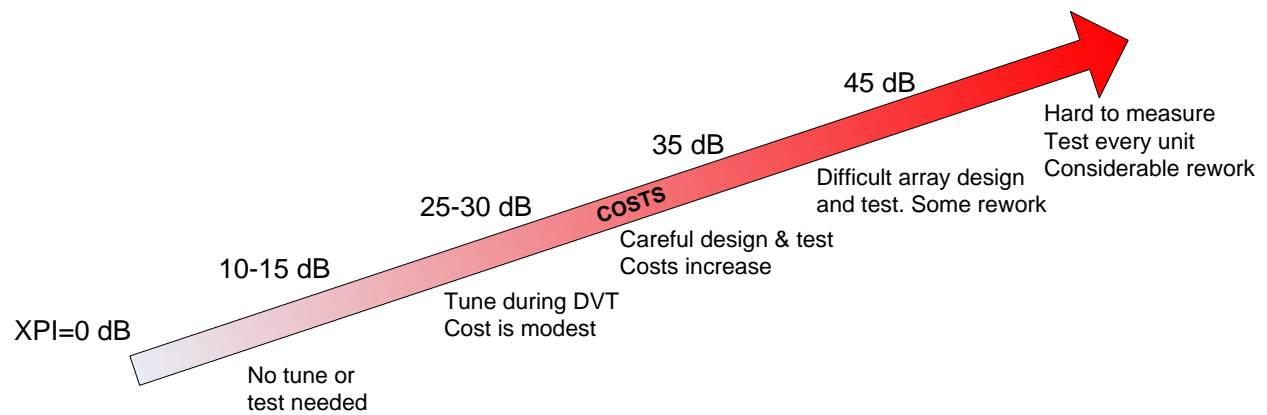 XPI=0 dB
10-15 dB
25-30 dB
35 dB
45 dB
COSTS
No tune or
test needed
Tune during DVT
Cost is modest
Careful design & test
Costs increase
Difficult array design
and test. Some rework
Hard to measure
Test every unit
Considerable rework